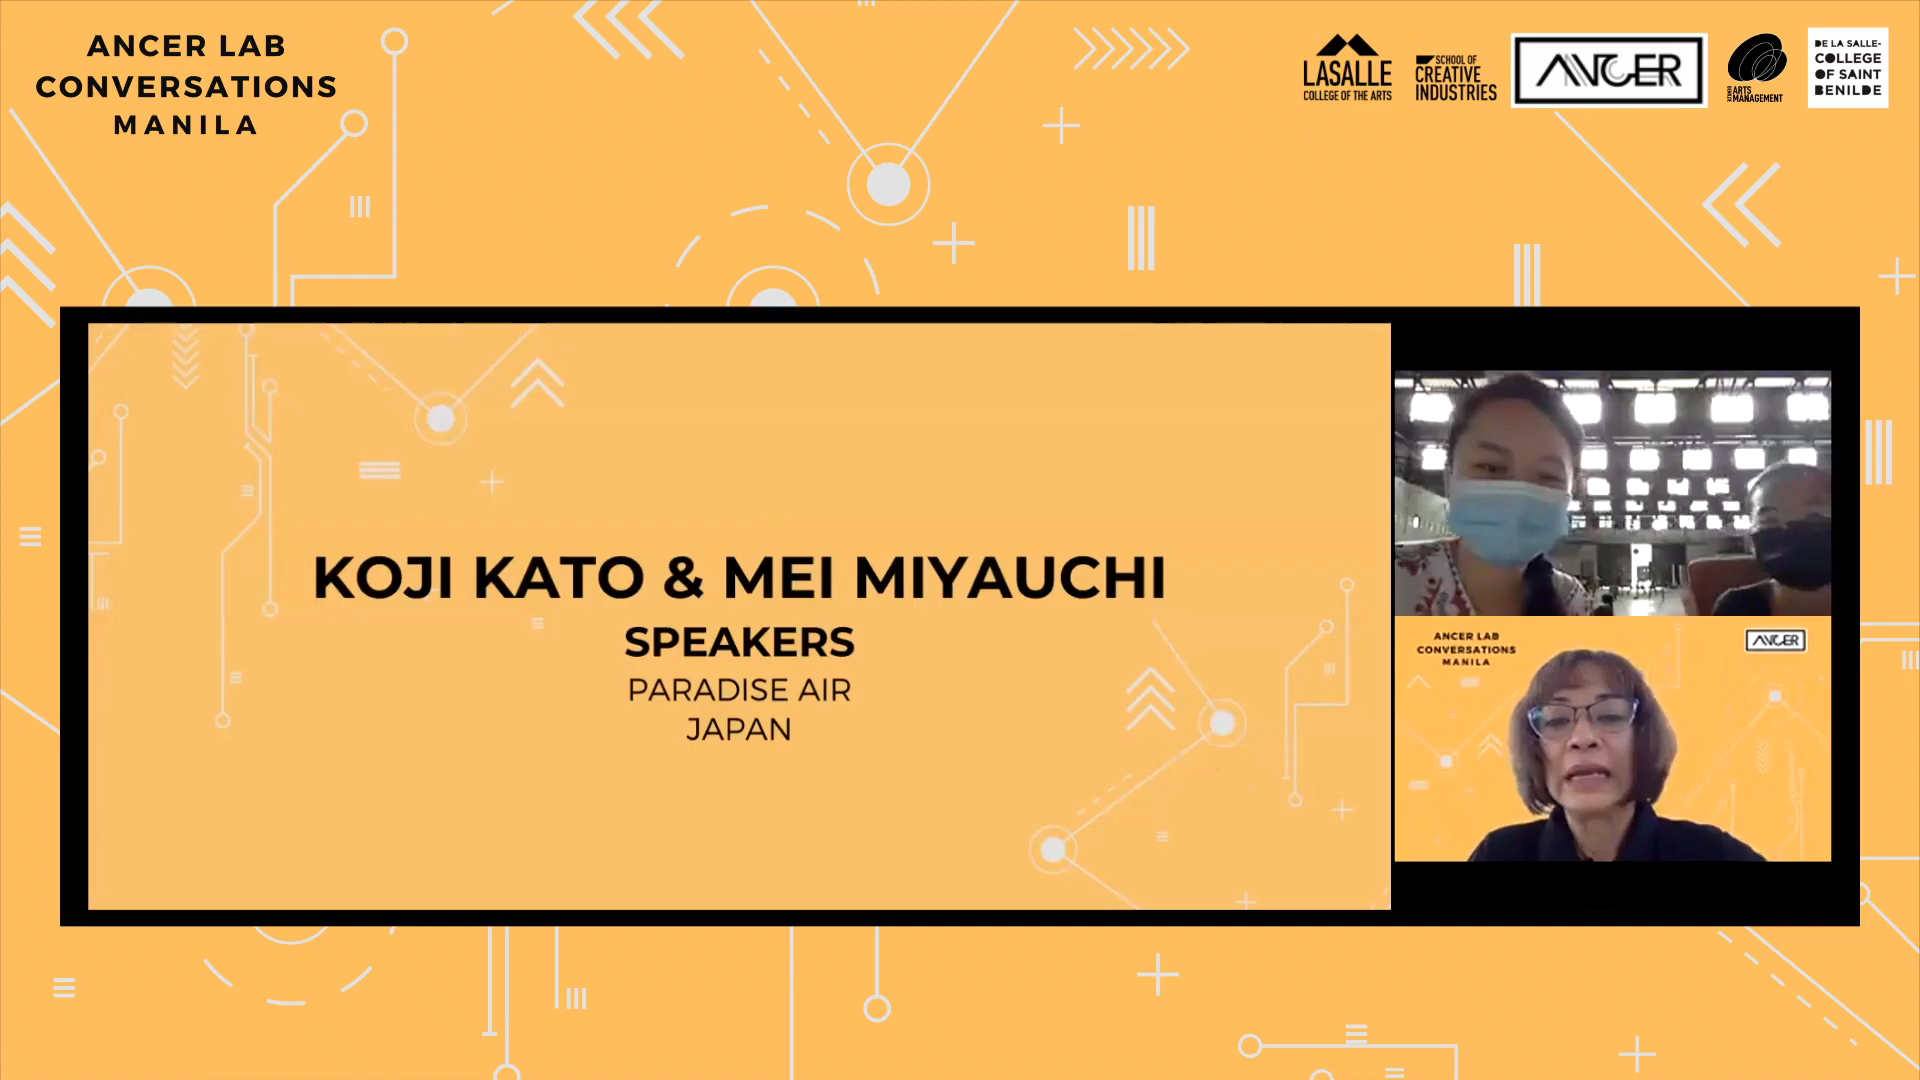 ANCER LAB
CONVERSATIONS
MANILA
LASALLE
COLLEGE OF THE ARTS
SCHOOL OF
CREATIVE
INDUSTRIES
ANCER
ARTS
MANAGEMENT
DE LA SALLE-
COLLEGE
OF SAINT
BENILDE
KOJI KATO & MEI MIYAUCHI
SPEAKERS
PARADISE AIR
JAPAN
ANCER LAB
CONVERSATIONS
MANILA
ANCER